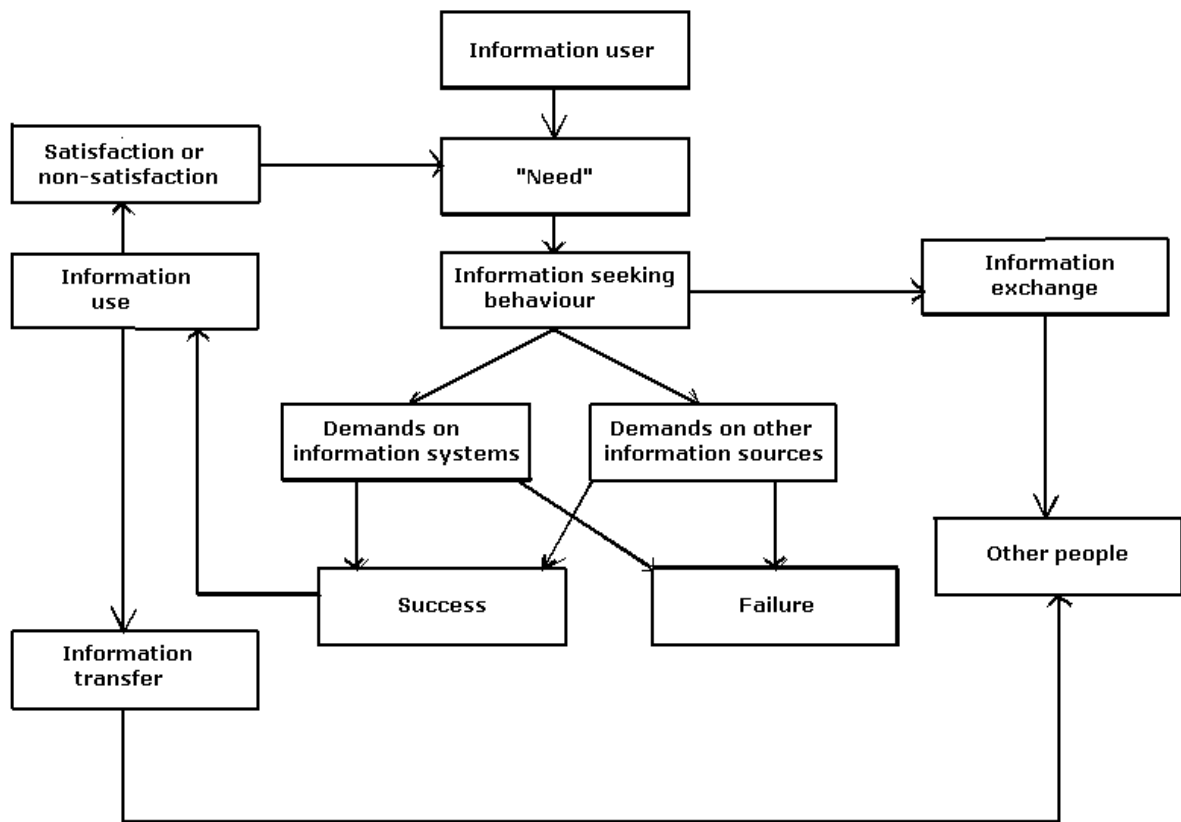 Information user
Satisfaction or
non-satisfaction
"Need"
Information
use
Information seeking
behaviour
Information
exchange
Demands on
information systems
Demands on other
information sources
Other people
Success
Failure
Information
transfer